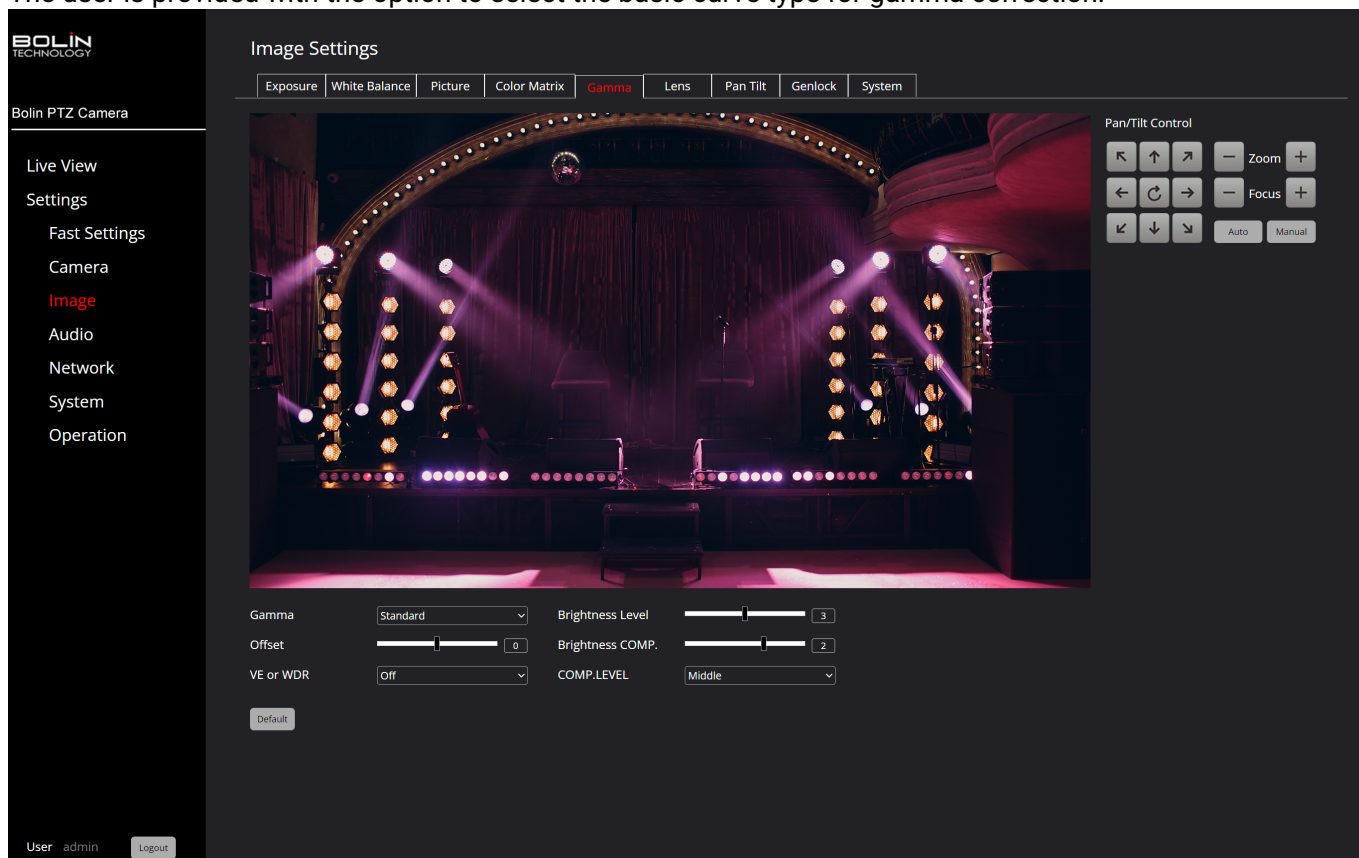 The user is provided with the option to select the basic curve type for gamma correction.
BOLIN
TECHNOLOGY
Bolin PTZ Camera
Live View
Settings
Fast Settings
Camera
Image
Audio
Network
System
Operation
User admin Logout
Image Settings
Exposure White Balance Picture Color Matrix Gamma Lens Pan Tilt Genlock System
Pan/Tilt Control
Zoom
Focus
Auto Manual
Gamma Standard Brightness Level 3
Offset 0 Brightness COMP. 2
VE or WDR Off COMP.LEVEL Middle
Default